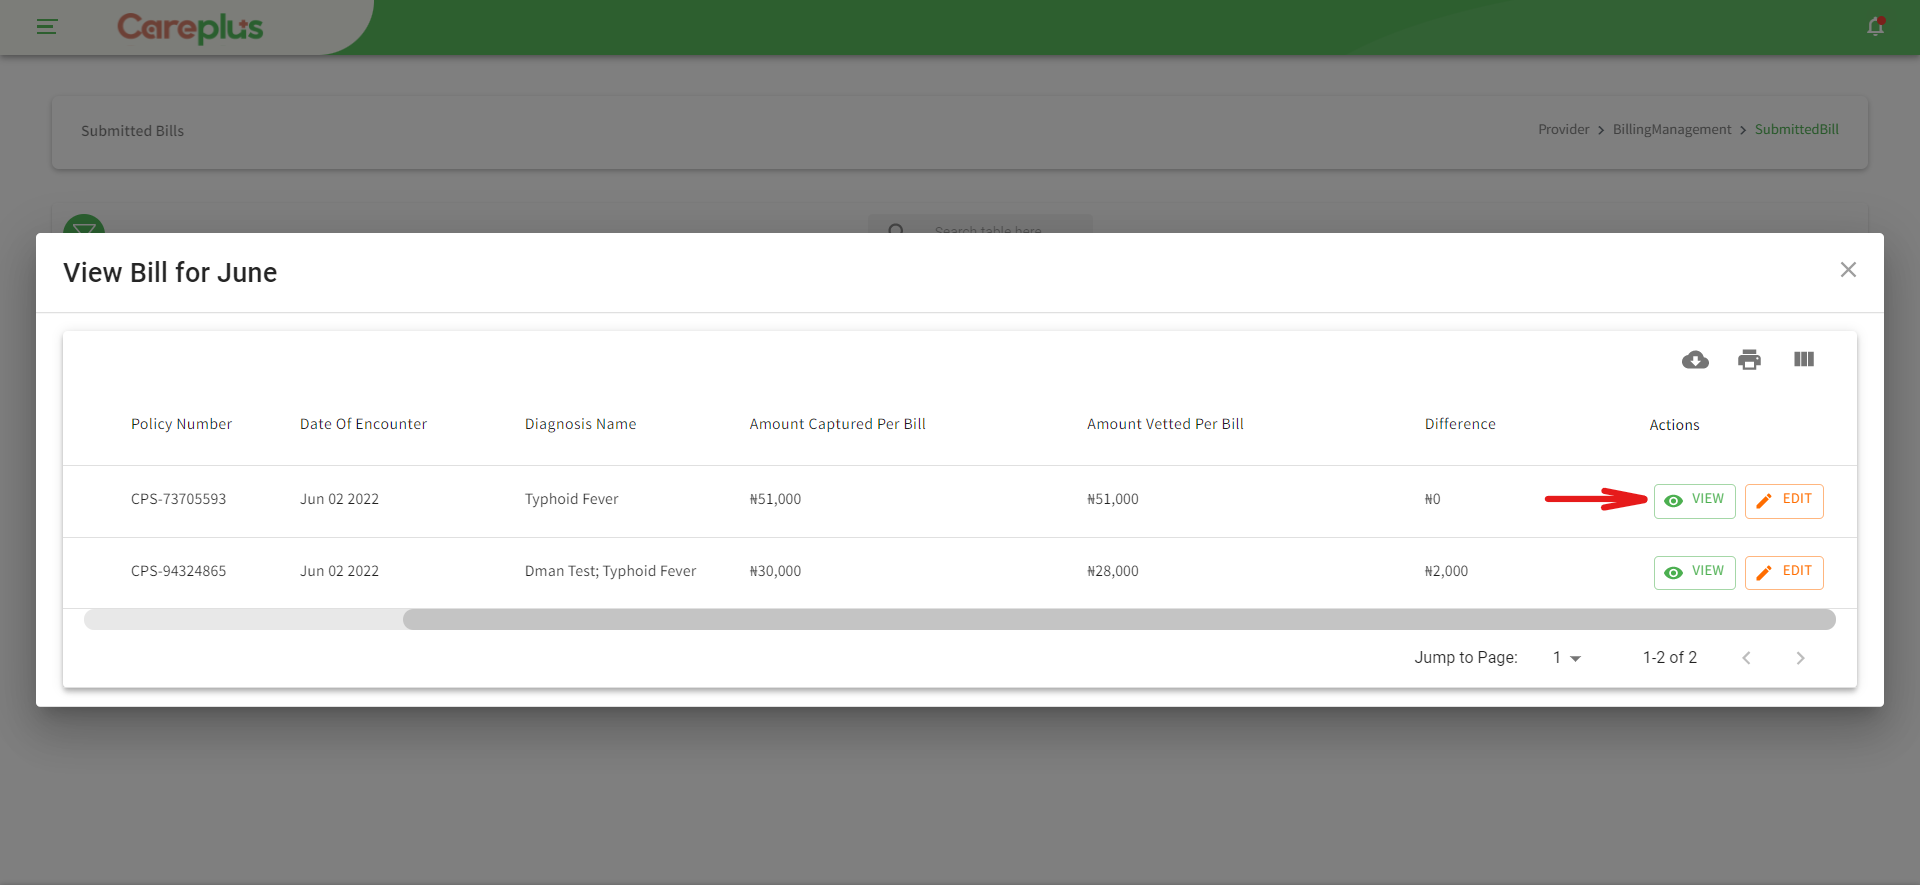 Careplus
Submitted Bills
Provider > BillingManagement > SubmittedBill
Search table here
View Bill for June
Policy Number Date Of Encounter Diagnosis Name Amount Captured Per Bill Amount Vetted Per Bill Difference Actions
CPS-73705593 Jun 02 2022 Typhoid Fever ₦51,000 ₦51,000 ₦0 VIEW EDIT
CPS-94324865 Jun 02 2022 Dman Test; Typhoid Fever ₦30,000 ₦28,000 ₦2,000 VIEW EDIT
Jump to Page: 1 1-2 of 2